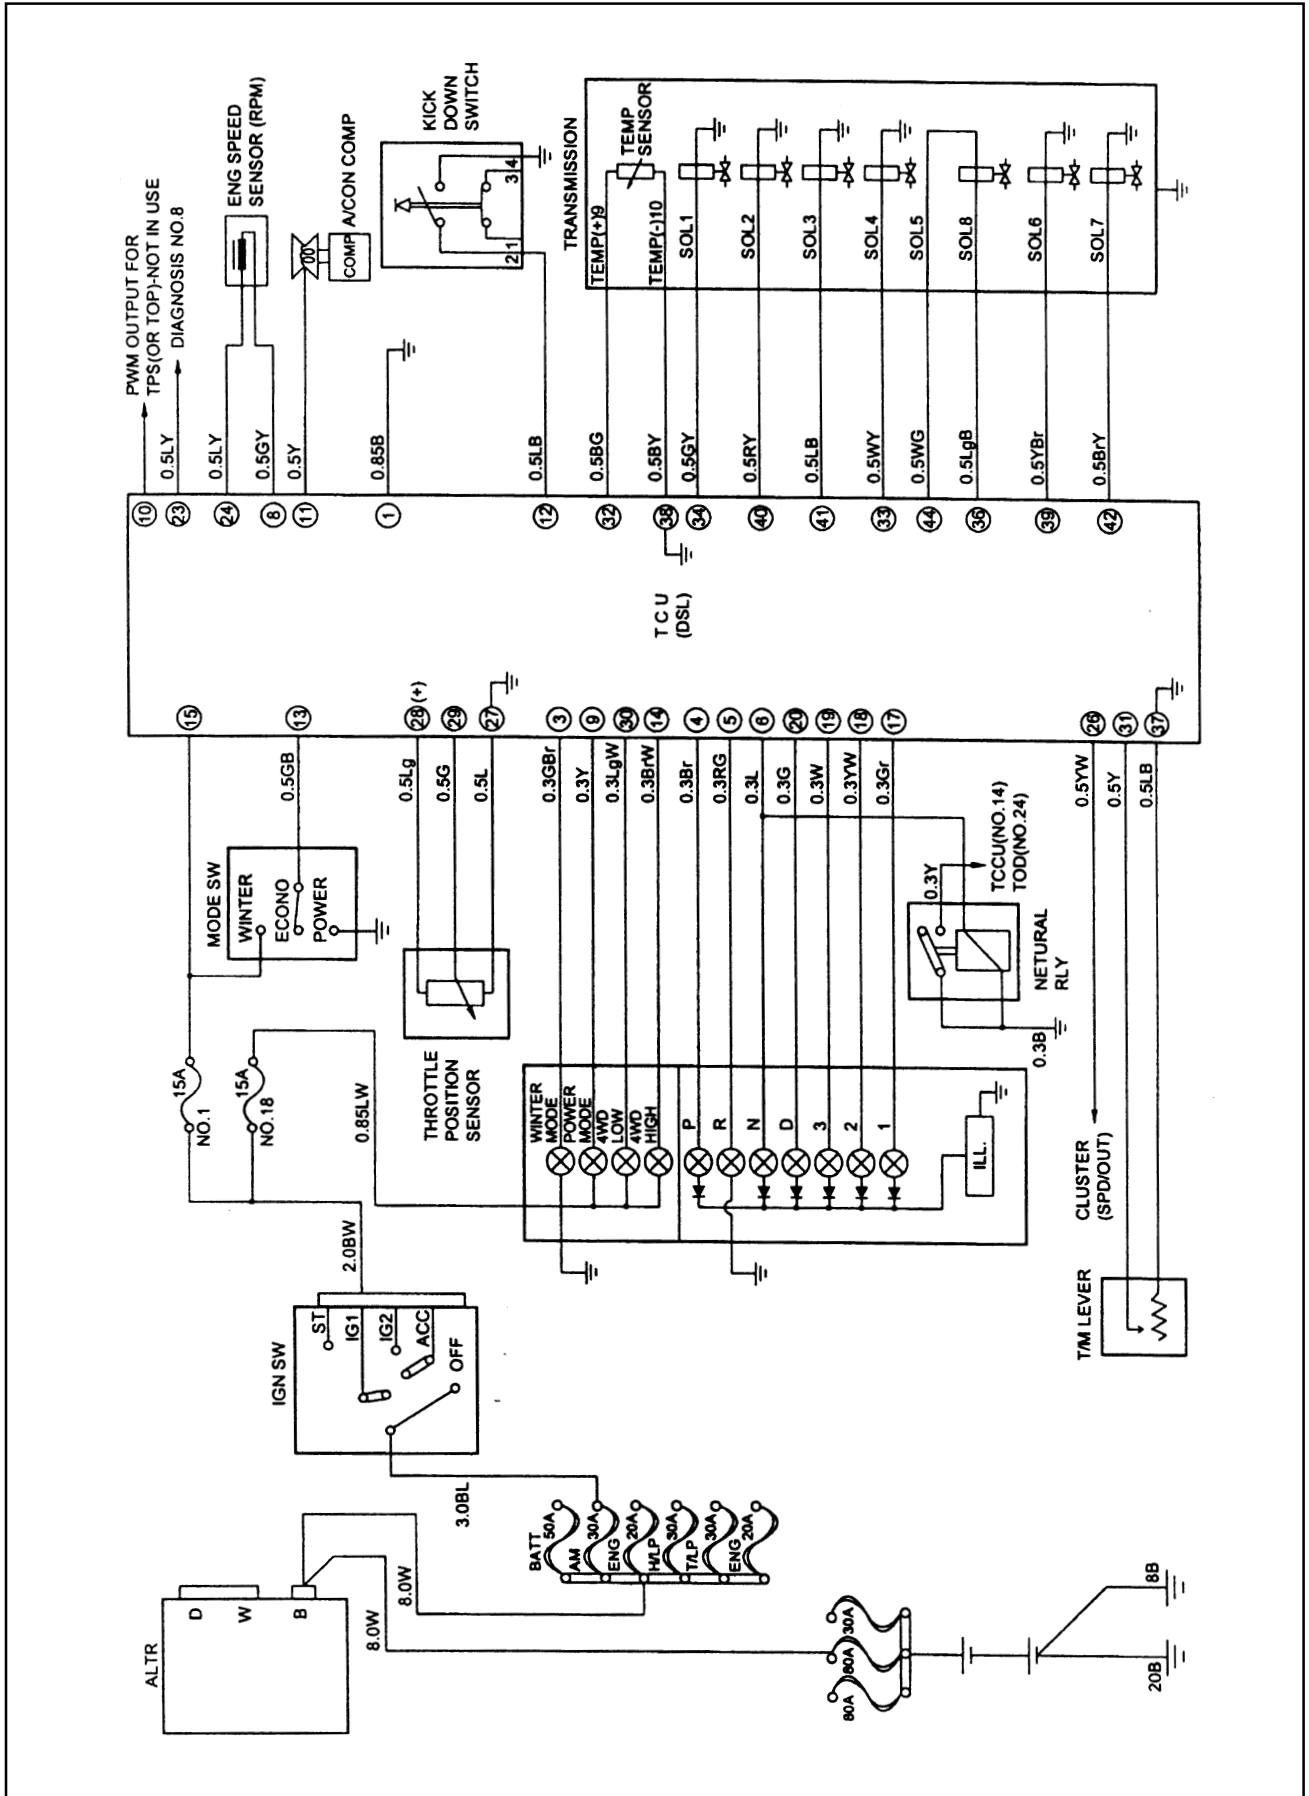 PWM OUTPUT FOR
TPS(OR TOP)-NOT IN USE
DIAGNOSIS NO.8
ENG SPEED
SENSOR (RPM)
A/CON COMP
COMP
KICK
DOWN
SWITCH
1
2
3
4
TRANSMISSION
TEMP(+)9
TEMP(-)10
TEMP
SENSOR
SOL1
SOL2
SOL3
SOL4
SOL5
SOL8
SOL6
SOL7
0.5LY
0.5LY
0.5GY
0.5Y
0.85B
0.5LB
0.5BG
0.5BY
0.5GY
0.5RY
0.5LB
0.5WY
0.5WG
0.5LgB
0.5YBr
0.5BrY
10
23
24
8
11
1
12
32
38
34
40
41
33
44
36
39
42
T C U
(DSL)
15
13
28 (+)
29
27
3
9
30
14
4
5
6
20
19
18
17
26
31
37
0.5GB
0.5Lg
0.5G
0.5L
0.3GBr
0.3Y
0.3LgW
0.3BrW
0.3Br
0.3RG
0.3L
0.3G
0.3W
0.3YW
0.3Gr
0.5YW
0.5Y
0.5LB
MODE SW
WINTER
ECONO
POWER
0.3Y
TCCU(NO.14)
TOD(NO.24)
NETURAL
RLY
0.3B
15A
NO.1
15A
NO.18
0.85LW
THROTTLE
POSITION
SENSOR
WINTER
MODE
POWER
MODE
4WD
LOW
4WD
HIGH
P
R
N
D
3
2
1
ILL.
CLUSTER
(SPD/OUT)
2.0BW
IGN SW
ST
IG1
IG2
ACC
OFF
T/M LEVER
3.0BL
BATT
50A
AM
30A
ENG
20A
H/LP
30A
T/LP
30A
ENG
20A
ALTR
D
W
B
8.0W
8.0W
80A
80A
30A
8B
20B